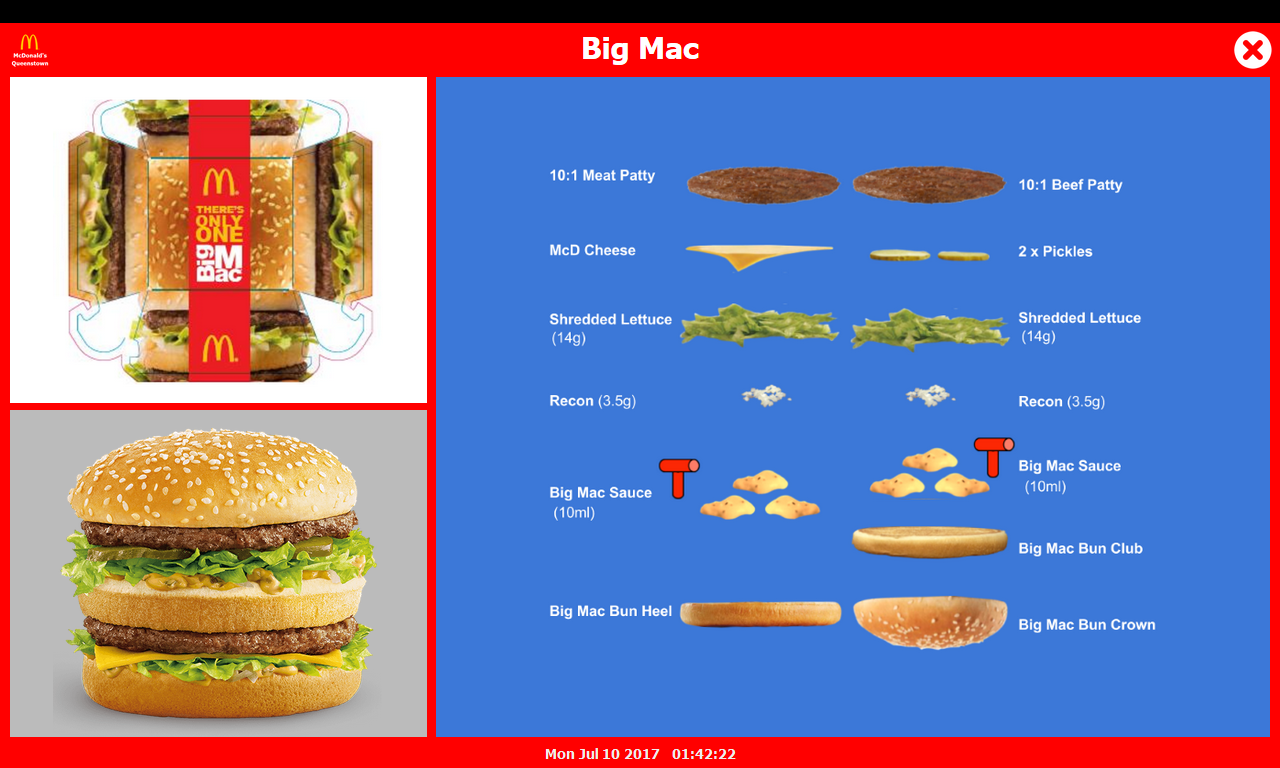 McDonald's
Queenstown
Big Mac
THERE'S
ONLY
ONE
Big Mac
10:1 Meat Patty
10:1 Beef Patty
McD Cheese
2 x Pickles
Shredded Lettuce
(14g)
Shredded Lettuce
(14g)
Recon (3.5g)
Recon (3.5g)
Big Mac Sauce
(10ml)
Big Mac Sauce
(10ml)
Big Mac Bun Club
Big Mac Bun Heel
Big Mac Bun Crown
Mon Jul 10 2017 01:42:22